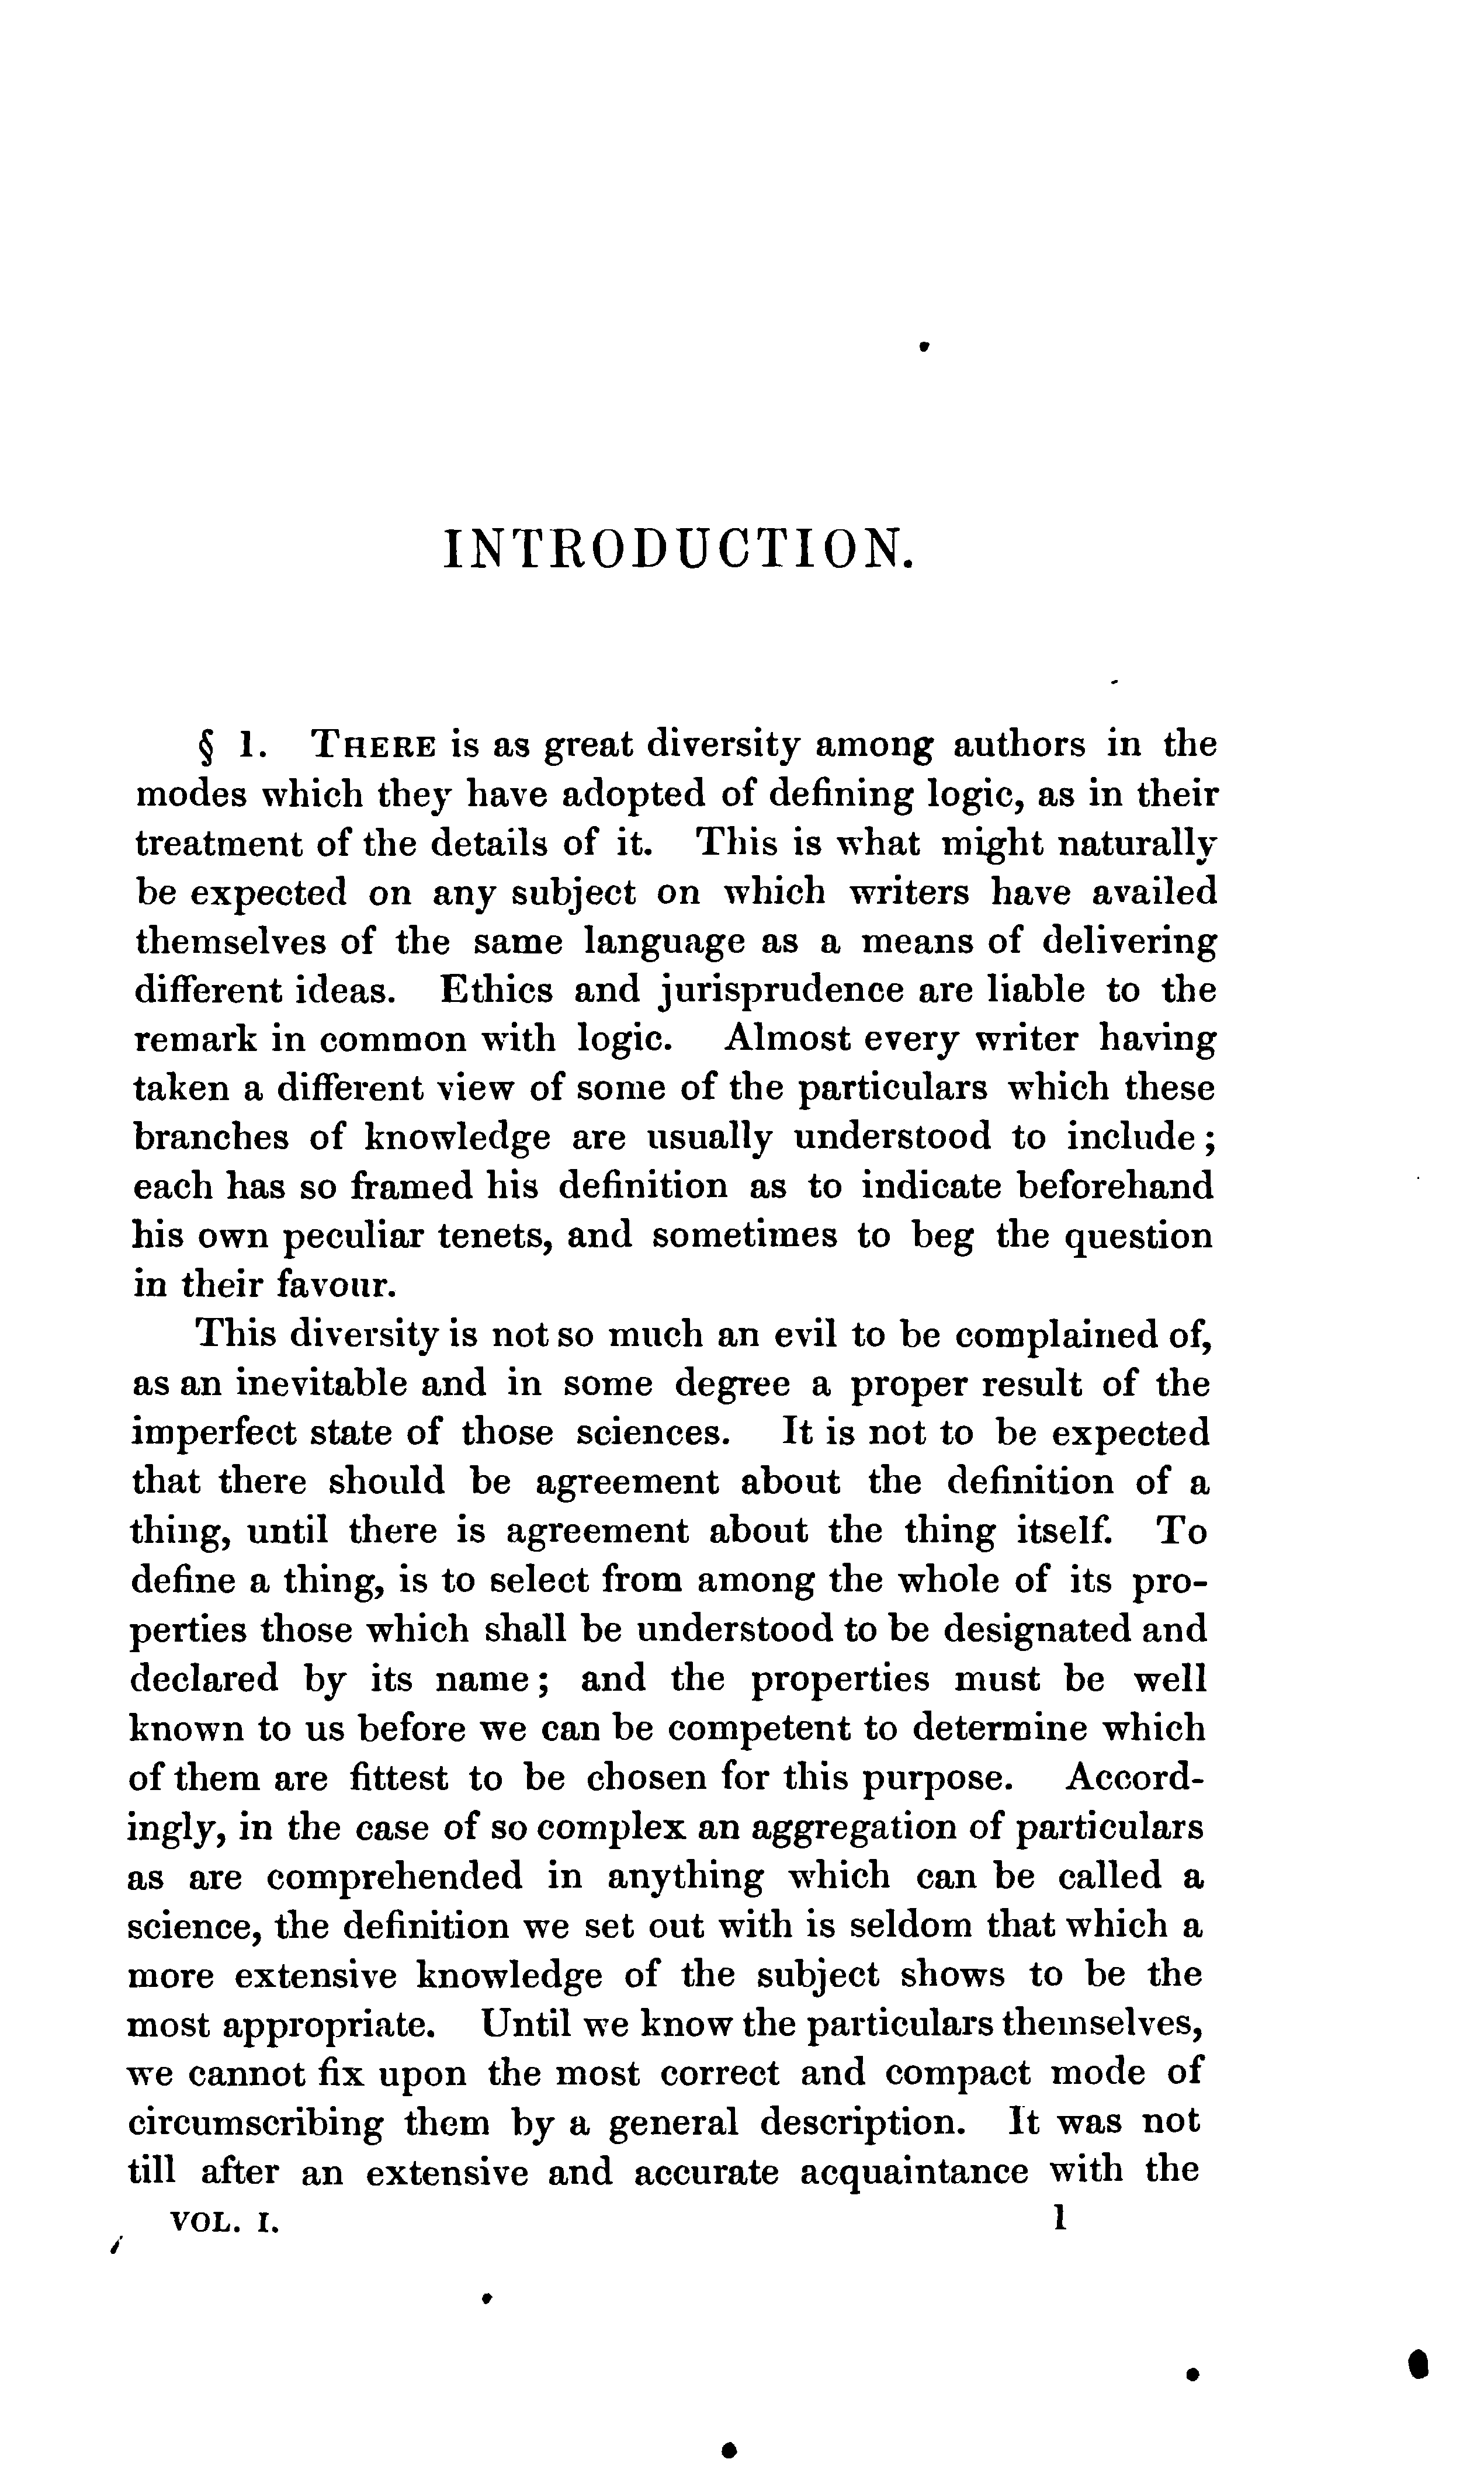 INTRODUCTION.
§ 1. THERE is as great diversity among authors in the
modes which they have adopted of defining logic, as in their
treatment of the details of it. This is what might naturally
be expected on any subject on which writers have availed
themselves of the same language as a means of delivering
different ideas. Ethics and jurisprudence are liable to the
remark in common with logic. Almost every writer having
taken a different view of some of the particulars which these
branches of knowledge are usually understood to include;
each has so framed his definition as to indicate beforehand
his own peculiar tenets, and sometimes to beg the question
in their favour.
This diversity is not so much an evil to be complained of,
as an inevitable and in some degree a proper result of the
imperfect state of those sciences. It is not to be expected
that there should be agreement about the definition of a
thing, until there is agreement about the thing itself. To
define a thing, is to select from among the whole of its pro-
perties those which shall be understood to be designated and
declared by its name; and the properties must be well
known to us before we can be competent to determine which
of them are fittest to be chosen for this purpose. Accord-
ingly, in the case of so complex an aggregation of particulars
as are comprehended in anything which can be called a
science, the definition we set out with is seldom that which a
more extensive knowledge of the subject shows to be the
most appropriate. Until we know the particulars themselves,
we cannot fix upon the most correct and compact mode of
circumscribing them by a general description. It was not
till after an extensive and accurate acquaintance with the
VOL. I. 1